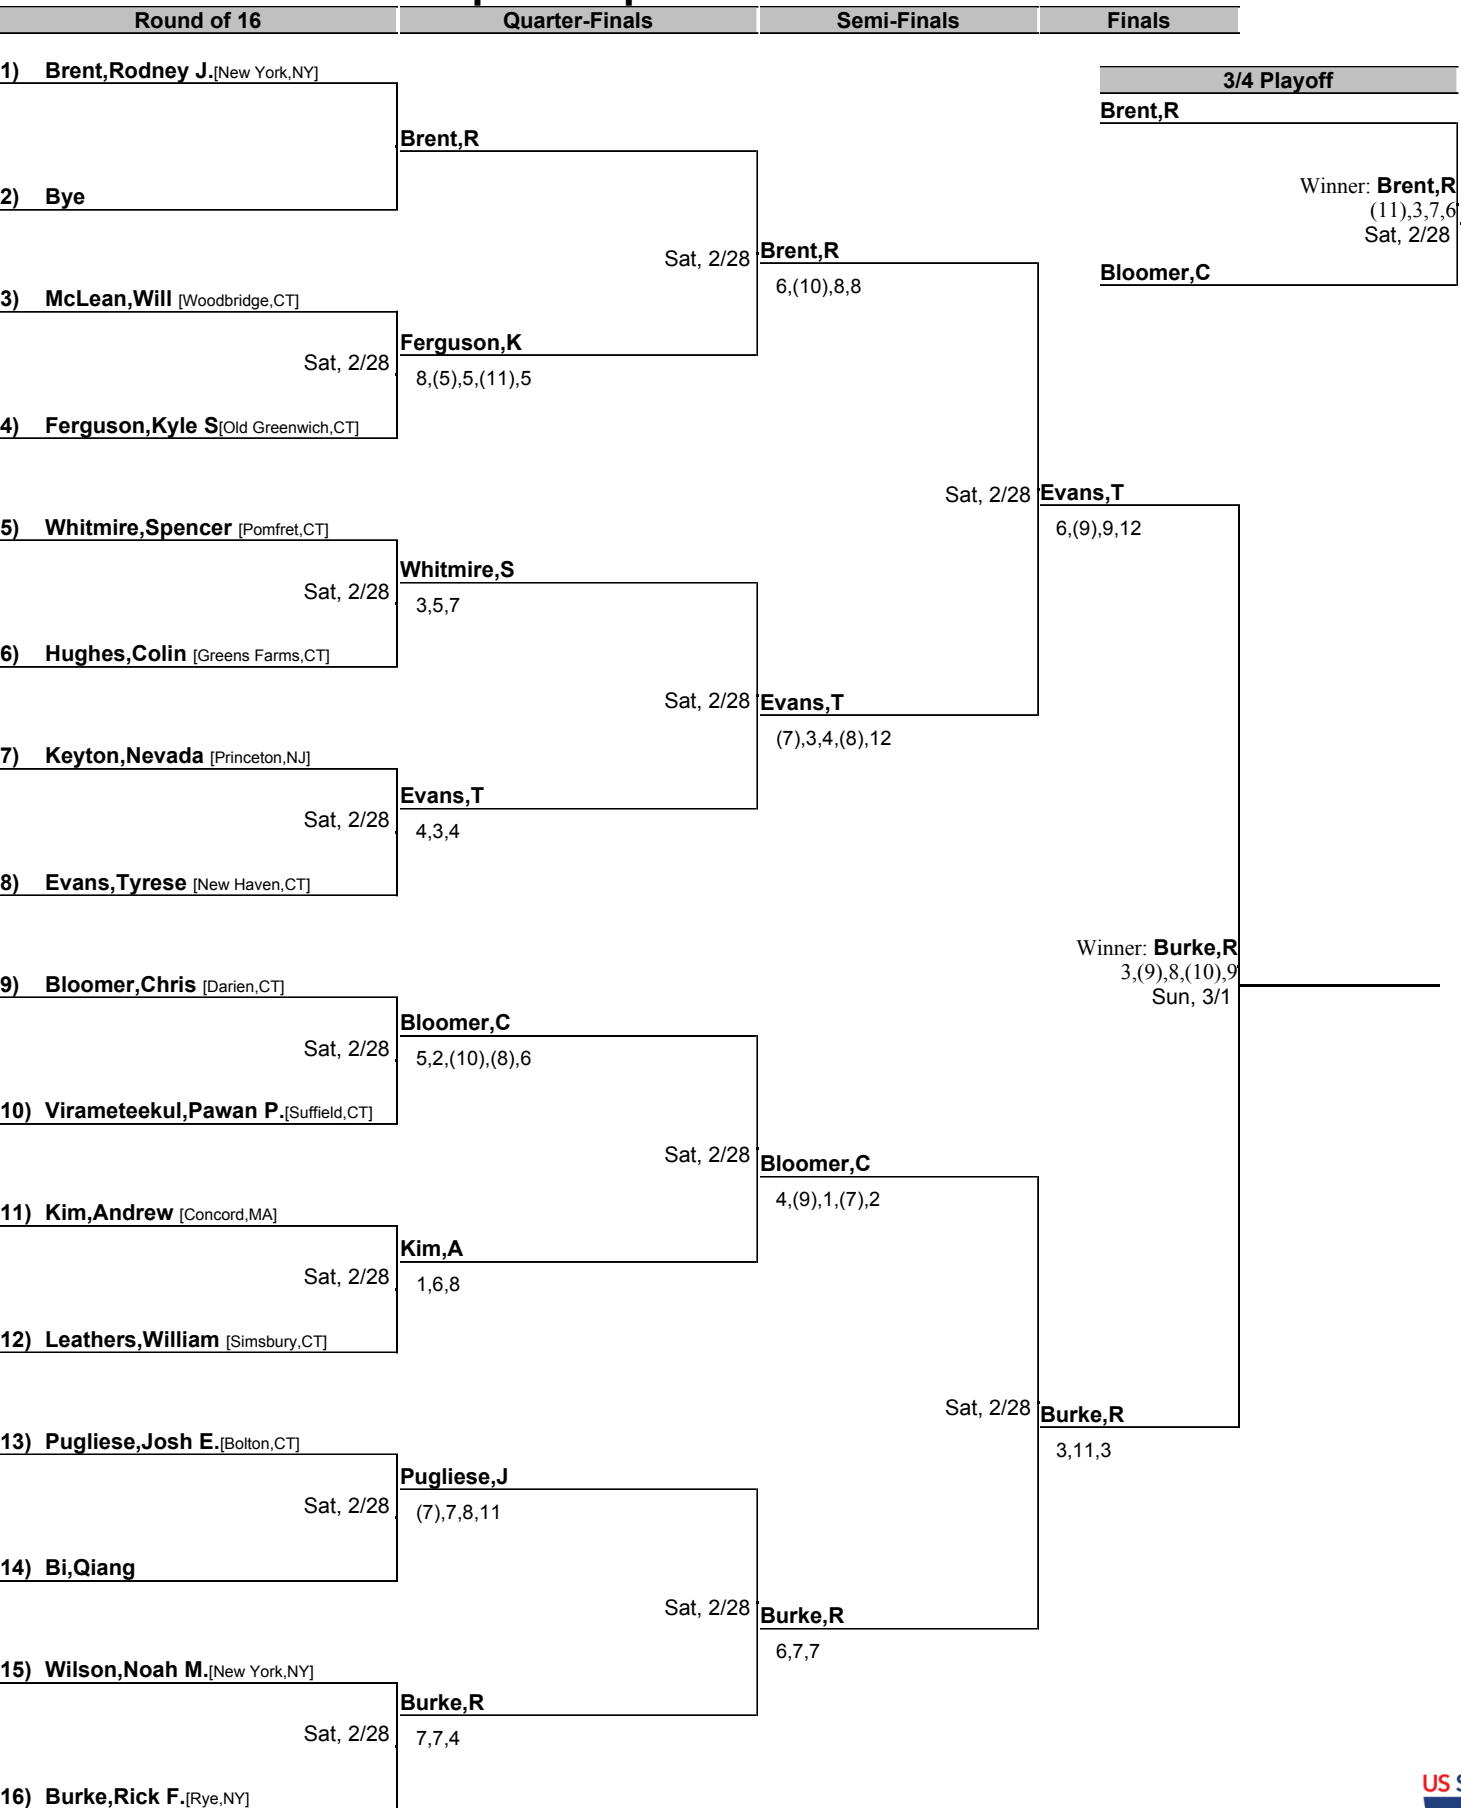 Round of 16
Quarter-Finals
Semi-Finals
Finals
1) Brent,Rodney J.[New York,NY]
3/4 Playoff
Brent,R
Brent,R
Winner: Brent,R
2) Bye
(11),3,7,6
Sat, 2/28
Sat, 2/28 Brent,R
Bloomer,C
6,(10),8,8
3) McLean,Will [Woodbridge,CT]
Ferguson,K
Sat, 2/28
8,(5),5,(11),5
4) Ferguson,Kyle S[Old Greenwich,CT]
Sat, 2/28 Evans,T
5) Whitmire,Spencer [Pomfret,CT]
6,(9),9,12
Whitmire,S
Sat, 2/28
3,5,7
6) Hughes,Colin [Greens Farms,CT]
Sat, 2/28 Evans,T
(7),3,4,(8),12
7) Keyton,Nevada [Princeton,NJ]
Evans,T
Sat, 2/28
4,3,4
8) Evans,Tyrese [New Haven,CT]
Winner: Burke,R
3,(9),8,(10),9
Sun, 3/1
9) Bloomer,Chris [Darien,CT]
Bloomer,C
Sat, 2/28
5,2,(10),(8),6
10) Virameteekul,Pawan P.[Suffield,CT]
Sat, 2/28 Bloomer,C
4,(9),1,(7),2
11) Kim,Andrew [Concord,MA]
Kim,A
Sat, 2/28
1,6,8
12) Leathers,William [Simsbury,CT]
Sat, 2/28 Burke,R
3,11,3
13) Pugliese,Josh E.[Bolton,CT]
Pugliese,J
Sat, 2/28
(7),7,8,11
14) Bi,Qiang
Sat, 2/28 Burke,R
6,7,7
15) Wilson,Noah M.[New York,NY]
Burke,R
Sat, 2/28
7,7,4
16) Burke,Rick F.[Rye,NY]
US